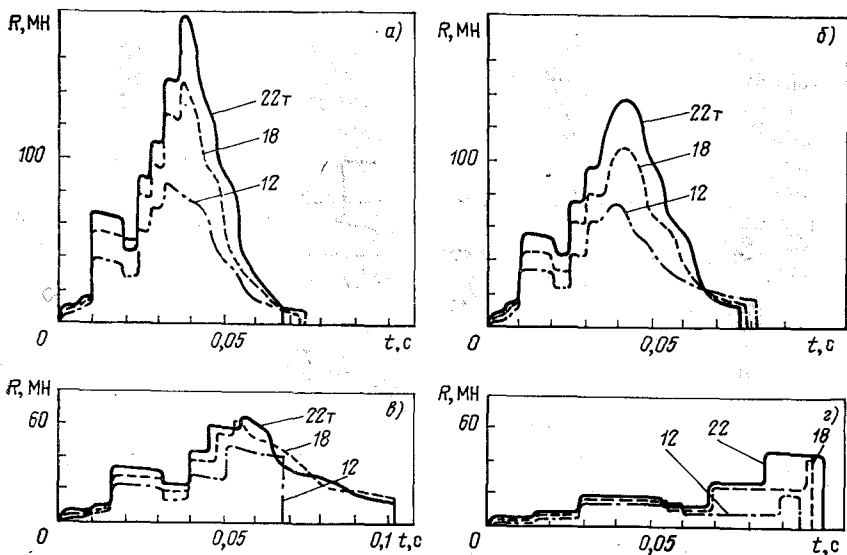 R, МН
а)
100
22т
18
12
0
0,05
t, с
R, МН
б)
100
22т
18
12
0
0,05
t, с
R, МН
в)
60
22т
18
12
0
0,05
0,1 t, с
R, МН
г)
60
12
22
18
0
0,05
t, с